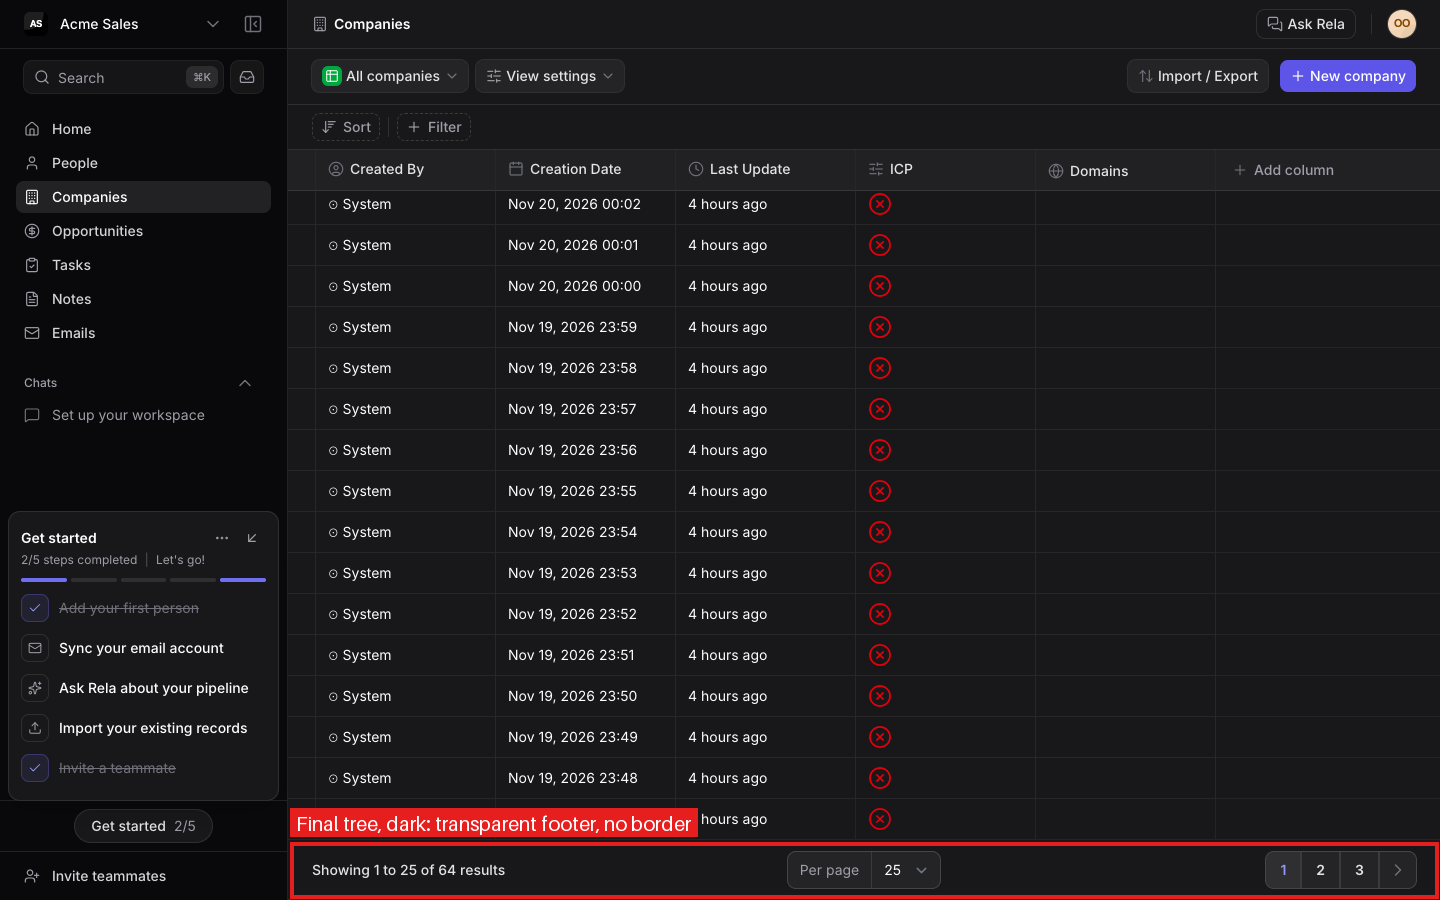 AS Acme Sales
Search ⌘K
Home
People
Companies
Opportunities
Tasks
Notes
Emails
Chats
Set up your workspace
Get started
2/5 steps completed | Let's go!
Add your first person
Sync your email account
Ask Rela about your pipeline
Import your existing records
Invite a teammate
Get started 2/5
Invite teammates
Companies
Ask Rela
OO
All companies
View settings
Import / Export
New company
Sort
Filter
Created By Creation Date Last Update ICP Domains Add column
System Nov 20, 2026 00:02 4 hours ago
System Nov 20, 2026 00:01 4 hours ago
System Nov 20, 2026 00:00 4 hours ago
System Nov 19, 2026 23:59 4 hours ago
System Nov 19, 2026 23:58 4 hours ago
System Nov 19, 2026 23:57 4 hours ago
System Nov 19, 2026 23:56 4 hours ago
System Nov 19, 2026 23:55 4 hours ago
System Nov 19, 2026 23:54 4 hours ago
System Nov 19, 2026 23:53 4 hours ago
System Nov 19, 2026 23:52 4 hours ago
System Nov 19, 2026 23:51 4 hours ago
System Nov 19, 2026 23:50 4 hours ago
System Nov 19, 2026 23:49 4 hours ago
System Nov 19, 2026 23:48 4 hours ago
hours ago
Final tree, dark: transparent footer, no border
Showing 1 to 25 of 64 results
Per page 25
1 2 3